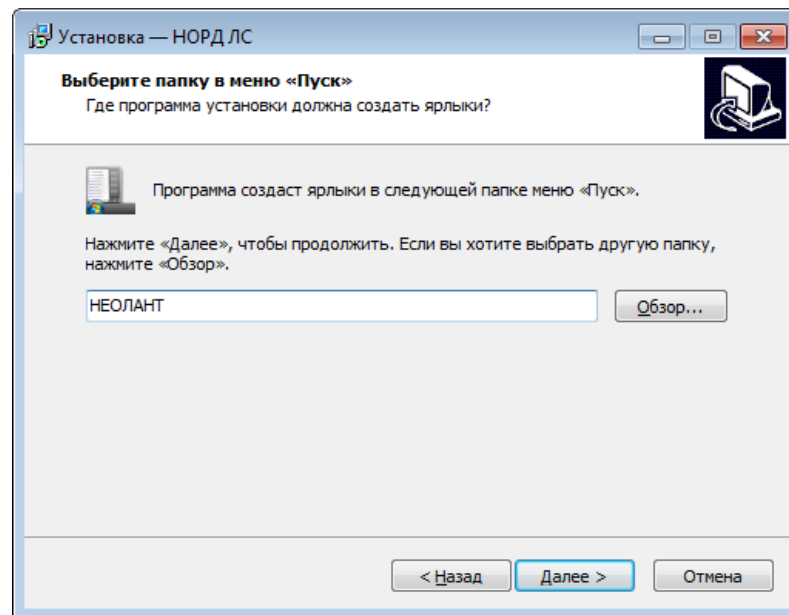 Установка — НОРД ЛС
Выберите папку в меню «Пуск»
Где программа установки должна создать ярлыки?
Программа создаст ярлыки в следующей папке меню «Пуск».
Нажмите «Далее», чтобы продолжить. Если вы хотите выбрать другую папку,
нажмите «Обзор».
НЕОЛАНТ
Обзор...
< Назад
Далее >
Отмена